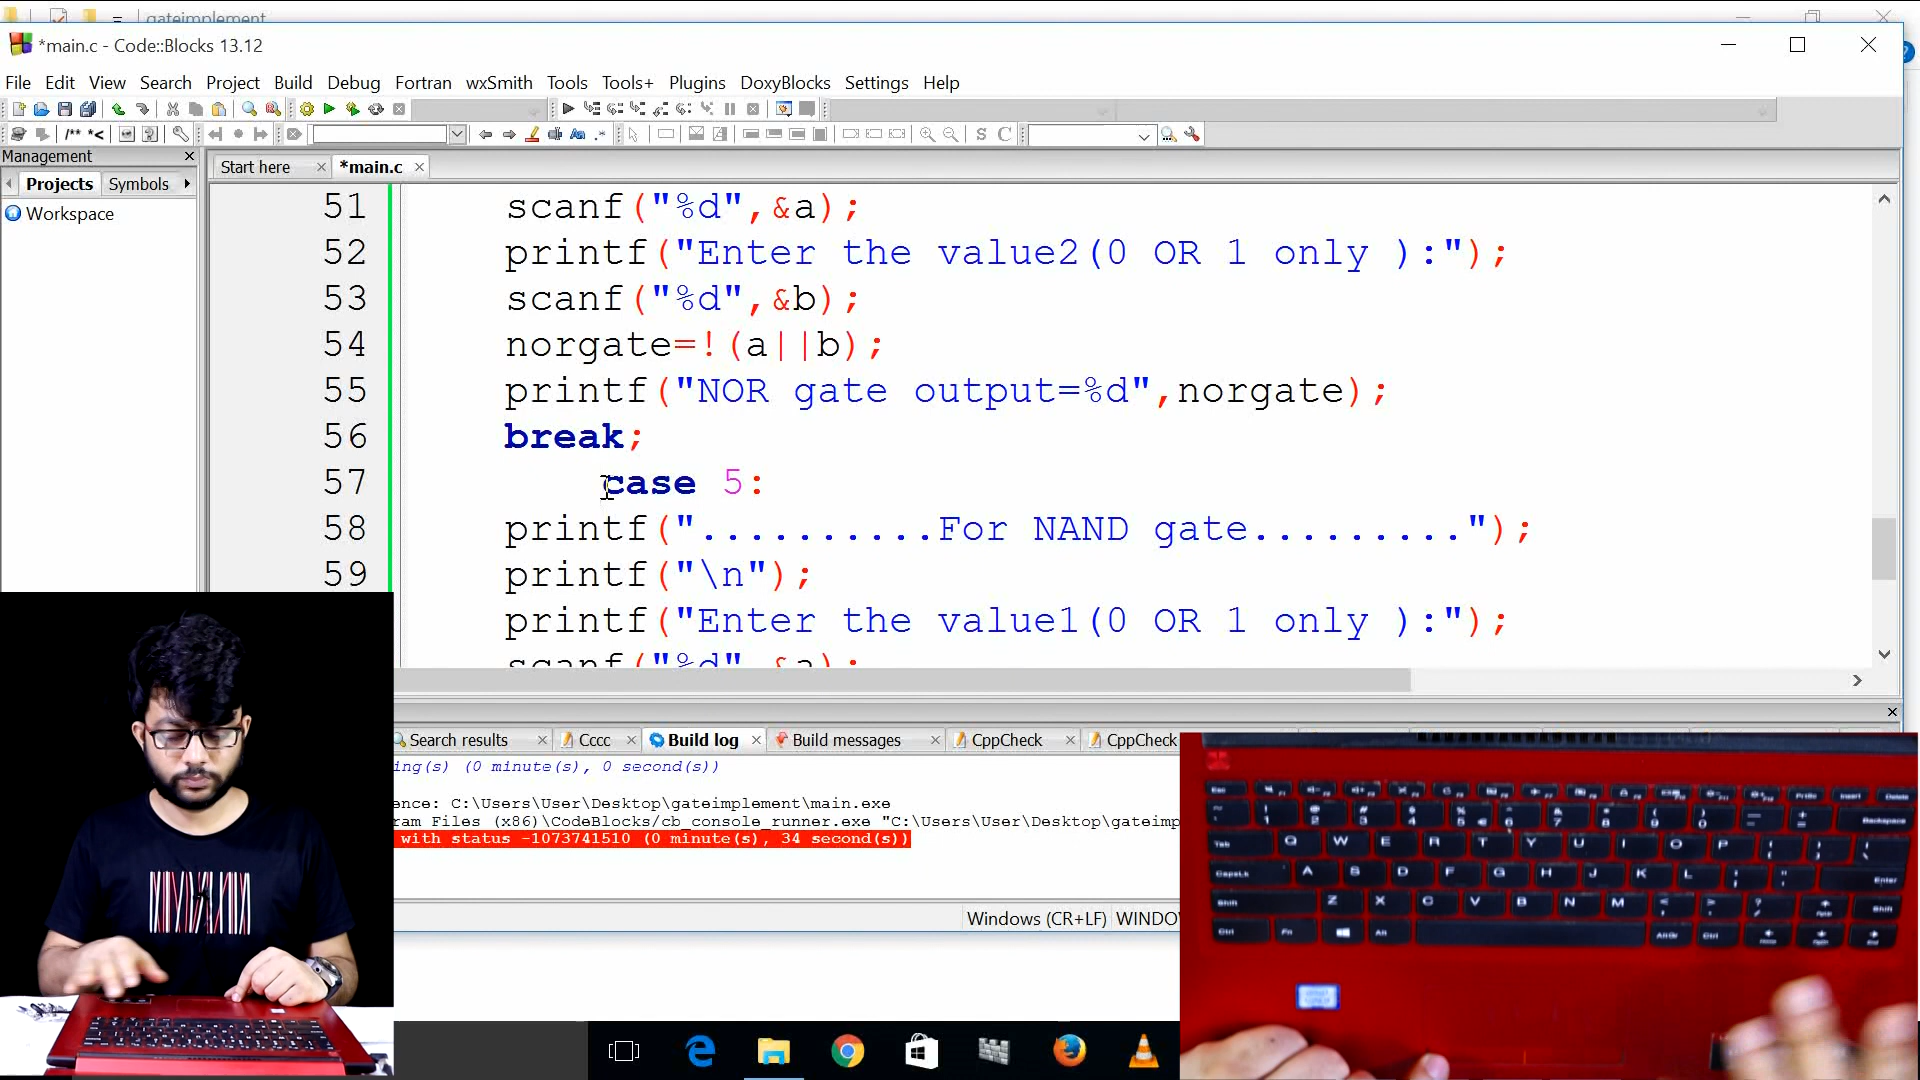 gateimplement
*main.c - Code::Blocks 13.12
File Edit View Search Project Build Debug Fortran wxSmith Tools Tools+ Plugins DoxyBlocks Settings Help
Management
Start here *main.c
Projects Symbols
Workspace
51 scanf("%d",&a);
52 printf("Enter the value2(0 OR 1 only ):");
53 scanf("%d",&b);
54 norgate=!(a||b);
55 printf("NOR gate output=%d",norgate);
56 break;
57 case 5:
58 printf("..........For NAND gate.........");
59 printf("\n");
printf("Enter the value1(0 OR 1 only ):");
scanf("%d",&a);
Search results Cccc Build log Build messages CppCheck CppCheck
ing(s) (0 minute(s), 0 second(s))
ence: C:\Users\User\Desktop\gateimplement\main.exe
ram Files (x86)\CodeBlocks/cb_console_runner.exe "C:\Users\User\Desktop\gateimp
with status -1073741510 (0 minute(s), 34 second(s))
Windows (CR+LF) WINDO